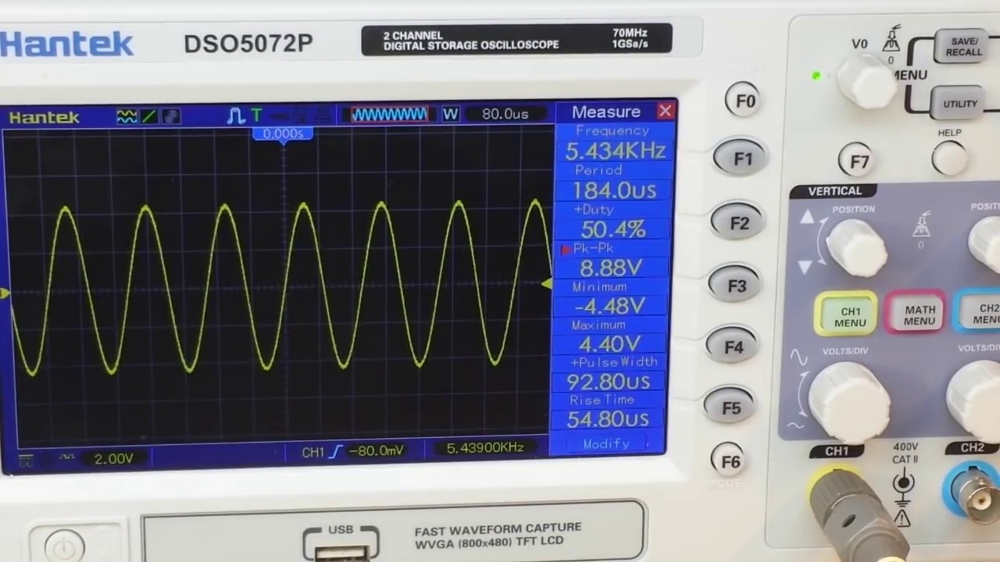 Hantek
DSO5072P
2 CHANNEL
DIGITAL STORAGE OSCILLOSCOPE
70MHz
1GSa/s
Hantek
T
W
80.0us
0.000s
Measure
Frequency
5.434KHz
Period
184.0us
+Duty
50.4%
Pk-Pk
8.88V
Minimum
-4.48V
Maximum
4.40V
+Pulse Width
92.80us
Rise Time
54.80us
Modify
2.00V
CH1
-80.0mV
5.43900KHz
F0
F1
F2
F3
F4
F5
F6
V0
0
MENU
SAVE/
RECALL
UTILITY
HELP
F7
VERTICAL
POSITION
0
POSITI
CH1
MENU
MATH
MENU
CH2
MENU
VOLTS/DIV
VOLTS/DIV
CH1
400V
CAT II
CH2
USB
FAST WAVEFORM CAPTURE
WVGA (800x480) TFT LCD